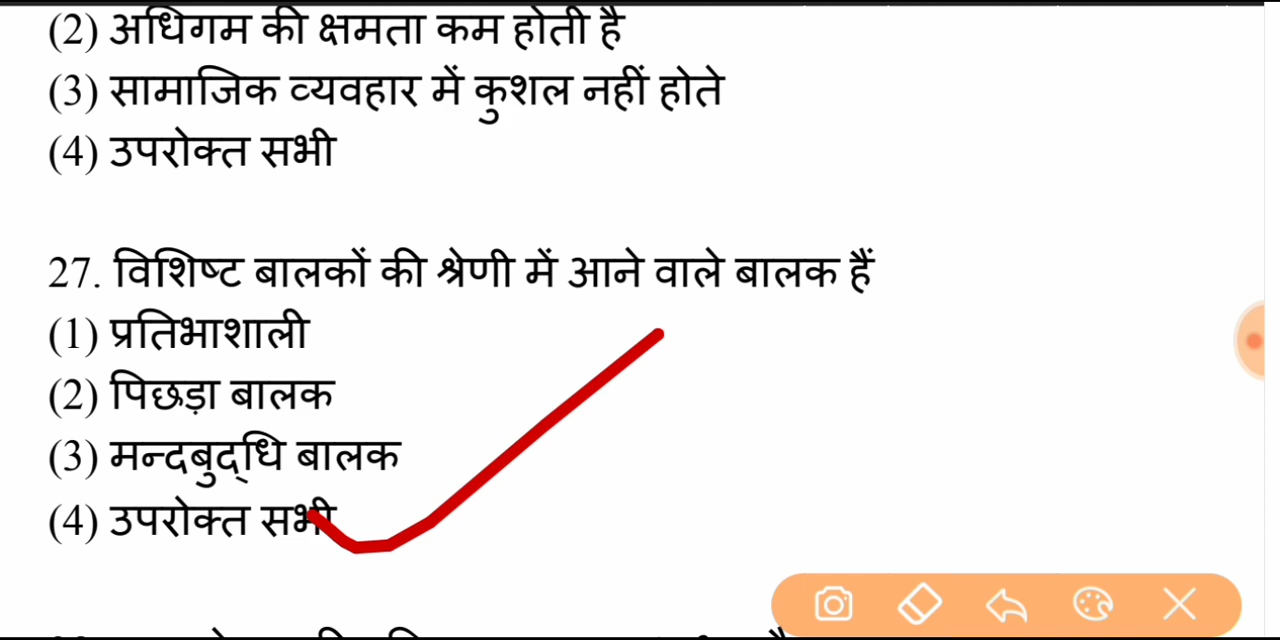 (2) अधिगम की क्षमता कम होती है
(3) सामाजिक व्यवहार में कुशल नहीं होते
(4) उपरोक्त सभी
27. विशिष्ट बालकों की श्रेणी में आने वाले बालक हैं
(1) प्रतिभाशाली
(2) पिछड़ा बालक
(3) मन्दबुद्धि बालक
(4) उपरोक्त सभी